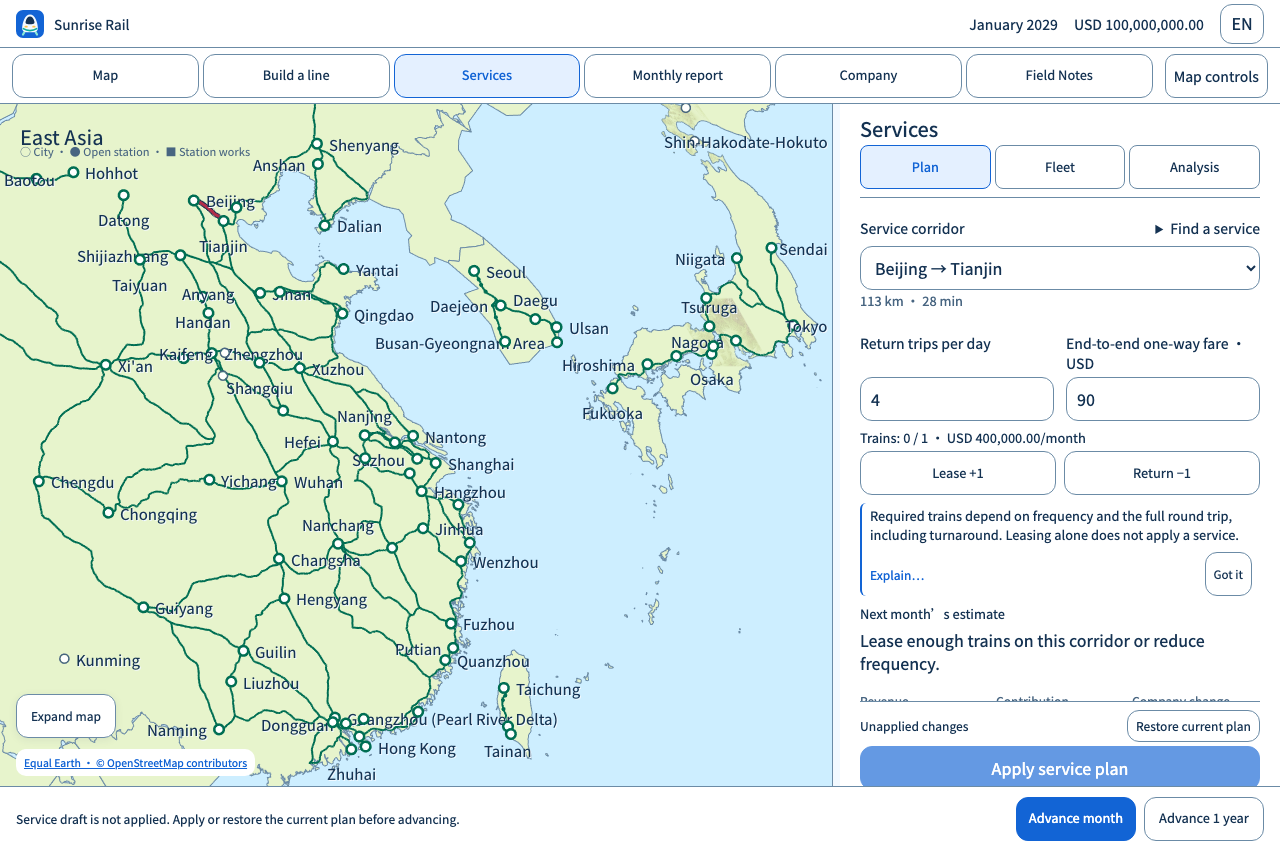 Sunrise Rail
January 2029
USD 100,000,000.00
EN
Map
Build a line
Services
Monthly report
Company
Field Notes
Map controls
East Asia
City • Open station • Station works
Shenyang
Anshan
Shin-Hakodate-Hokuto
Baotou
Hohhot
Beijing
Datong
Dalian
Tianjin
Shijiazhuang
Sendai
Niigata
Taiyuan
Yantai
Seoul
Anyang
Jinan
Daejeon
Daegu
Tsuruga
Handan
Qingdao
Ulsan
Tokyo
Busan-Gyeongnam Area
Nagoya
Kaifeng
Zhengzhou
Xi'an
Xuzhou
Hiroshima
Osaka
Shangqiu
Fukuoka
Nanjing
Hefei
Nantong
Suzhou
Shanghai
Chengdu
Yichang
Wuhan
Hangzhou
Chongqing
Nanchang
Jinhua
Changsha
Wenzhou
Hengyang
Guiyang
Fuzhou
Guilin
Putian
Quanzhou
Kunming
Liuzhou
Taichung
Expand map
Nanning
Dongguan
Guangzhou (Pearl River Delta)
Hong Kong
Tainan
Zhuhai
Equal Earth • © OpenStreetMap contributors
Services
Plan
Fleet
Analysis
Service corridor
▶ Find a service
Beijing → Tianjin
113 km • 28 min
Return trips per day
End-to-end one-way fare •
USD
4
90
Trains: 0 / 1 • USD 400,000.00/month
Lease +1
Return −1
Required trains depend on frequency and the full round trip,
including turnaround. Leasing alone does not apply a service.
Explain…
Got it
Next month’s estimate
Lease enough trains on this corridor or reduce
frequency.
Revenue
Contribution
Company change
Unapplied changes
Restore current plan
Apply service plan
Service draft is not applied. Apply or restore the current plan before advancing.
Advance month
Advance 1 year